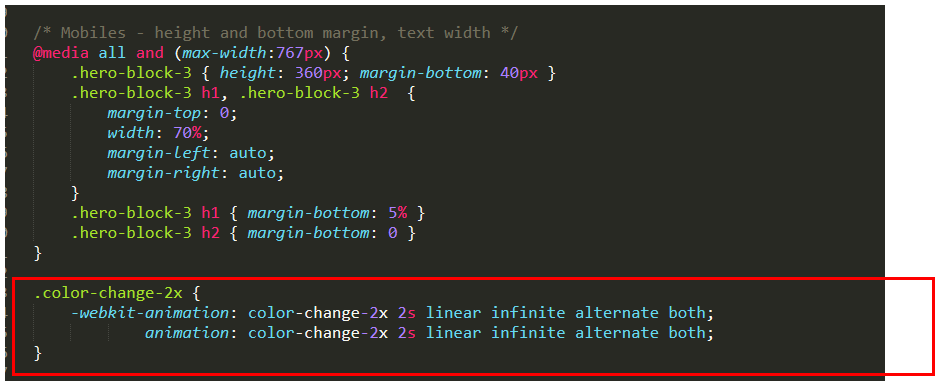 /* Mobiles - height and bottom margin, text width */
@media all and (max-width:767px) {
.hero-block-3 { height: 360px; margin-bottom: 40px }
.hero-block-3 h1, .hero-block-3 h2  {
margin-top: 0;
width: 70%;
margin-left: auto;
margin-right: auto;
}
.hero-block-3 h1 { margin-bottom: 5% }
.hero-block-3 h2 { margin-bottom: 0 }
}
.color-change-2x {
-webkit-animation: color-change-2x 2s linear infinite alternate both;
animation: color-change-2x 2s linear infinite alternate both;
}